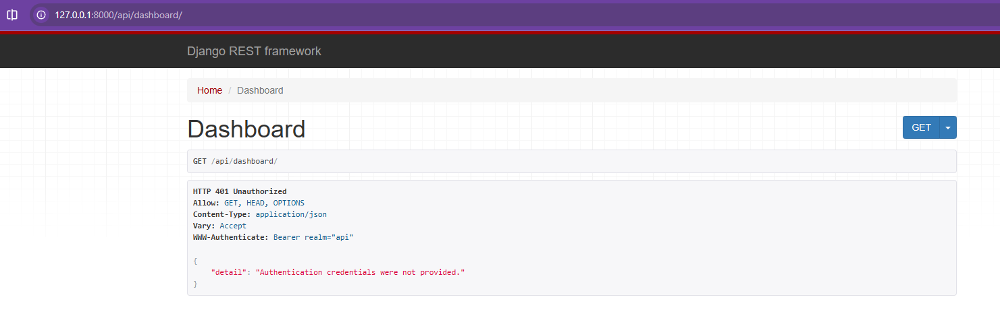 127.0.0.1:8000/api/dashboard/
Django REST framework
Home / Dashboard
Dashboard
GET
GET /api/dashboard/
HTTP 401 Unauthorized
Allow: GET, HEAD, OPTIONS
Content-Type: application/json
Vary: Accept
WWW-Authenticate: Bearer realm="api"
{
    "detail": "Authentication credentials were not provided."
}